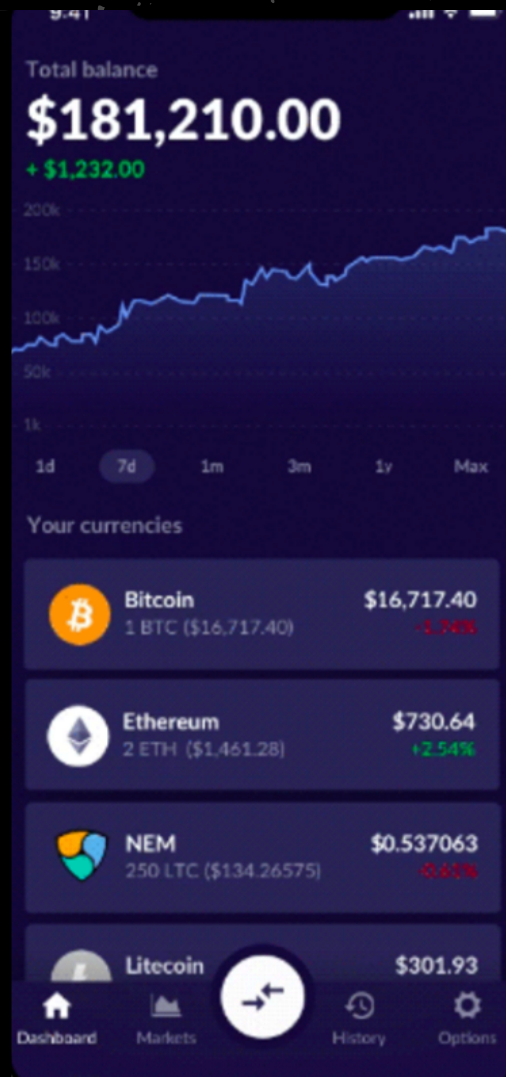 9:41
Total balance
$181,210.00
+ $1,232.00
200k
150k
100k
50k
1k
1d 7d 1m 3m 1y Max
Your currencies
Bitcoin $16,717.40
1 BTC ($16,717.40)
Ethereum $730.64
2 ETH ($1,461.28) +2.54%
NEM $0.537063
250 LTC ($134.26575)
Litecoin $301.93
Dashboard Markets History Options